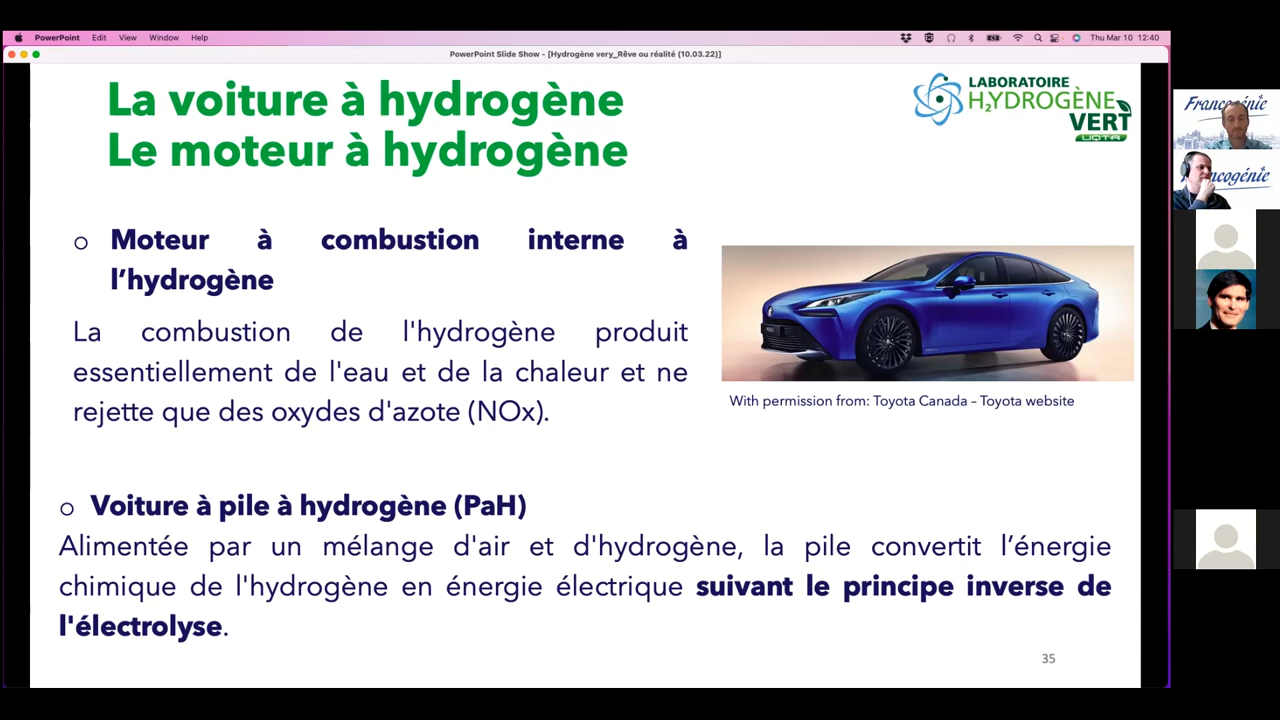 PowerPoint Edit View Window Help
Thu Mar 10 12:40
PowerPoint Slide Show - [Hydrogène very_Rêve ou réalité (10.03.22)]
La voiture à hydrogène
Le moteur à hydrogène
LABORATOIRE
H2YDROGÈNE
VERT
UQTR
Francogénie
Francogénie
o Moteur à combustion interne à
l’hydrogène
La combustion de l'hydrogène produit
essentiellement de l'eau et de la chaleur et ne
rejette que des oxydes d'azote (NOx).
With permission from: Toyota Canada – Toyota website
o Voiture à pile à hydrogène (PaH)
Alimentée par un mélange d'air et d'hydrogène, la pile convertit l’énergie
chimique de l'hydrogène en énergie électrique suivant le principe inverse de
l'électrolyse.
35